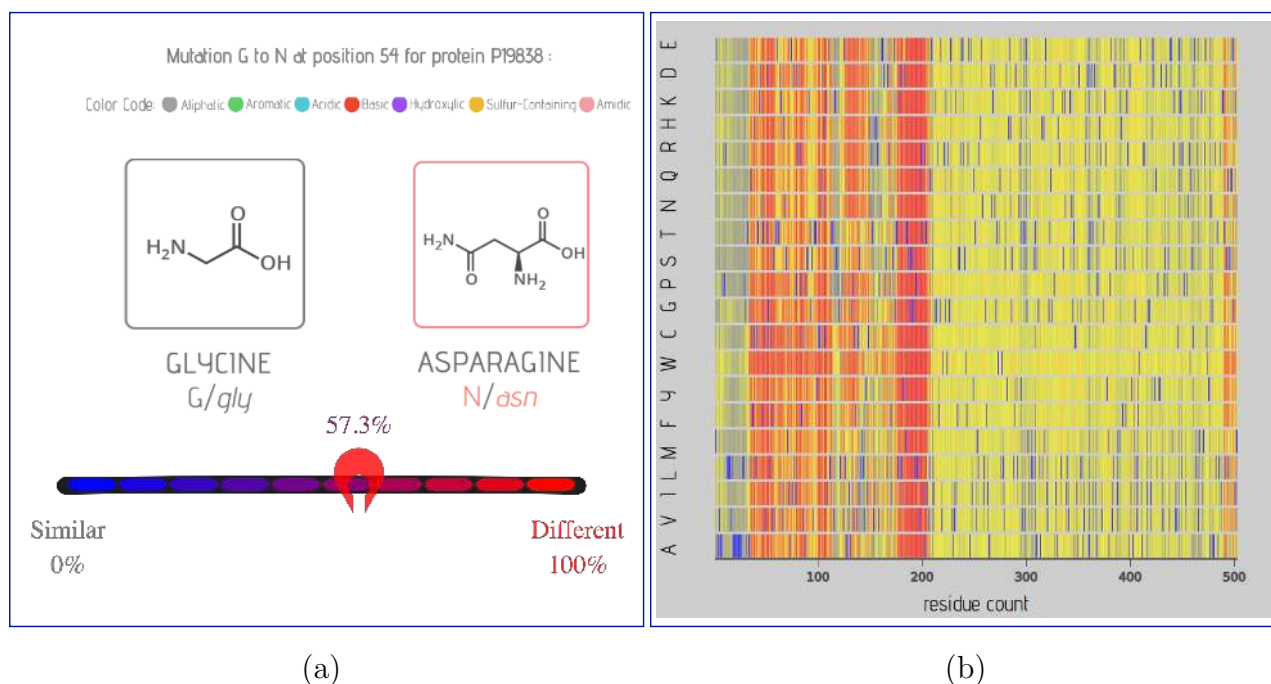 Mutation G to N at position 54 for protein P19838 :
Color Code: Aliphatic Aromatic Acidic Basic Hydroxylic Sulfur-Containing Amidic
H₂N O OH
H₂N O O OH NH₂
GLYCINE
G/gly
ASPARAGINE
N/asn
57.3%
Similar
0%
Different
100%
A V I L M F y W C G P S T N Q R H K D E
100 200 300 400 500
residue count
(a)
(b)